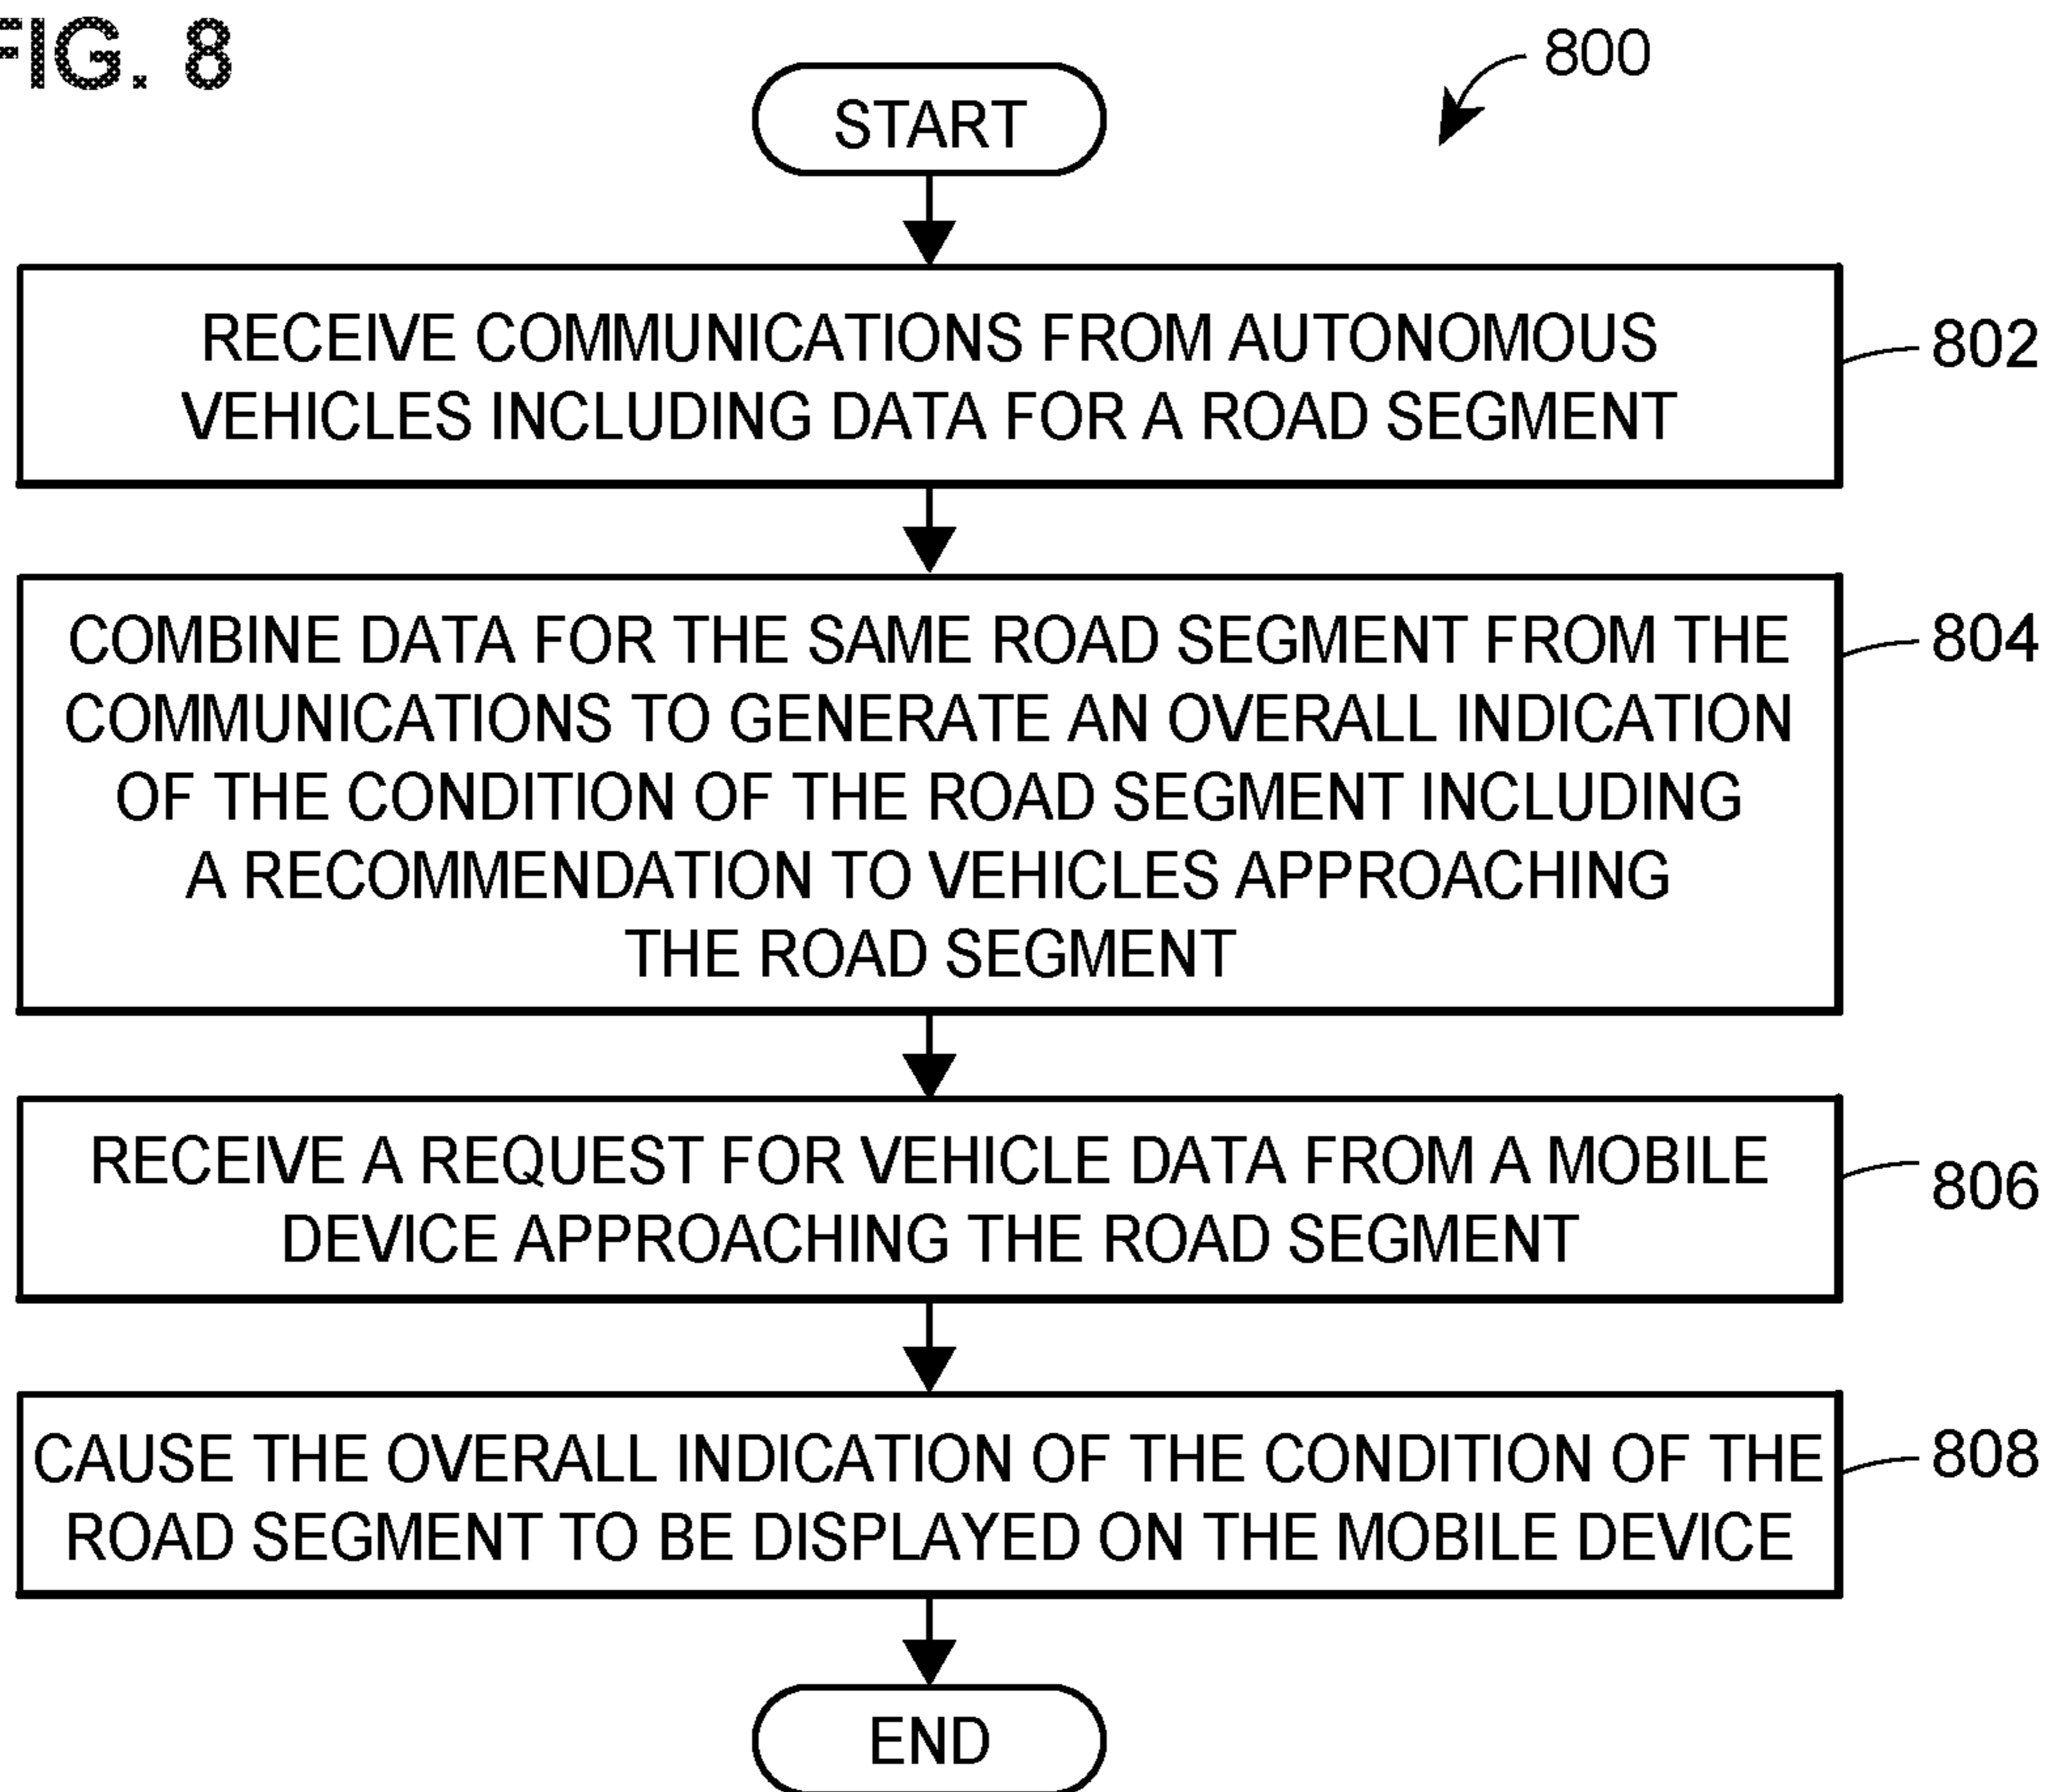 FIG. 8
800
START
RECEIVE COMMUNICATIONS FROM AUTONOMOUS
VEHICLES INCLUDING DATA FOR A ROAD SEGMENT
802
COMBINE DATA FOR THE SAME ROAD SEGMENT FROM THE
COMMUNICATIONS TO GENERATE AN OVERALL INDICATION
OF THE CONDITION OF THE ROAD SEGMENT INCLUDING
A RECOMMENDATION TO VEHICLES APPROACHING
THE ROAD SEGMENT
804
RECEIVE A REQUEST FOR VEHICLE DATA FROM A MOBILE
DEVICE APPROACHING THE ROAD SEGMENT
806
CAUSE THE OVERALL INDICATION OF THE CONDITION OF THE
ROAD SEGMENT TO BE DISPLAYED ON THE MOBILE DEVICE
808
END